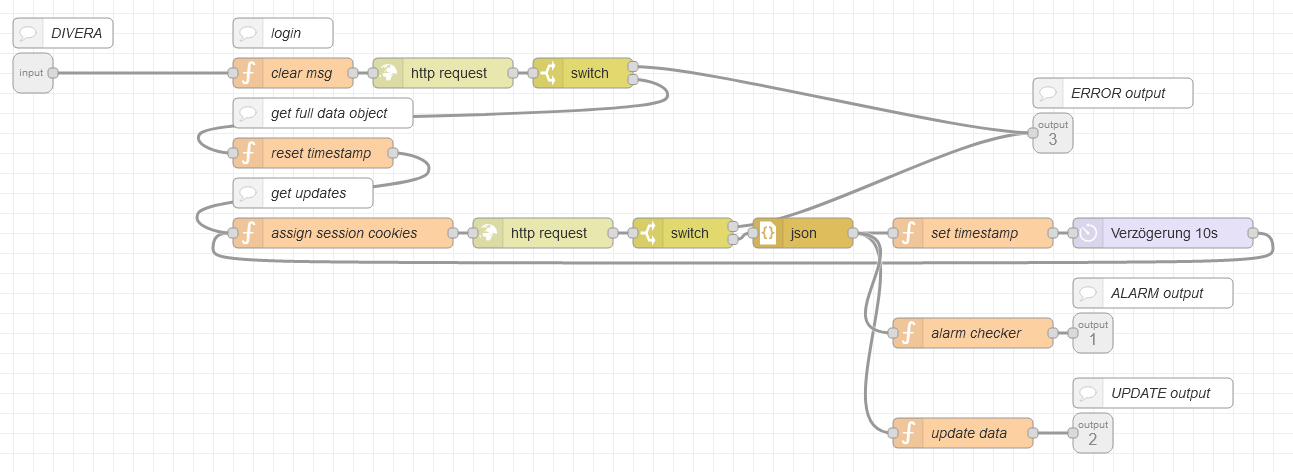 DIVERA
login
input
clear msg
http request
switch
get full data object
ERROR output
output
3
reset timestamp
get updates
assign session cookies
http request
switch
{}
json
set timestamp
Verzögerung 10s
ALARM output
alarm checker
output
1
UPDATE output
update data
output
2